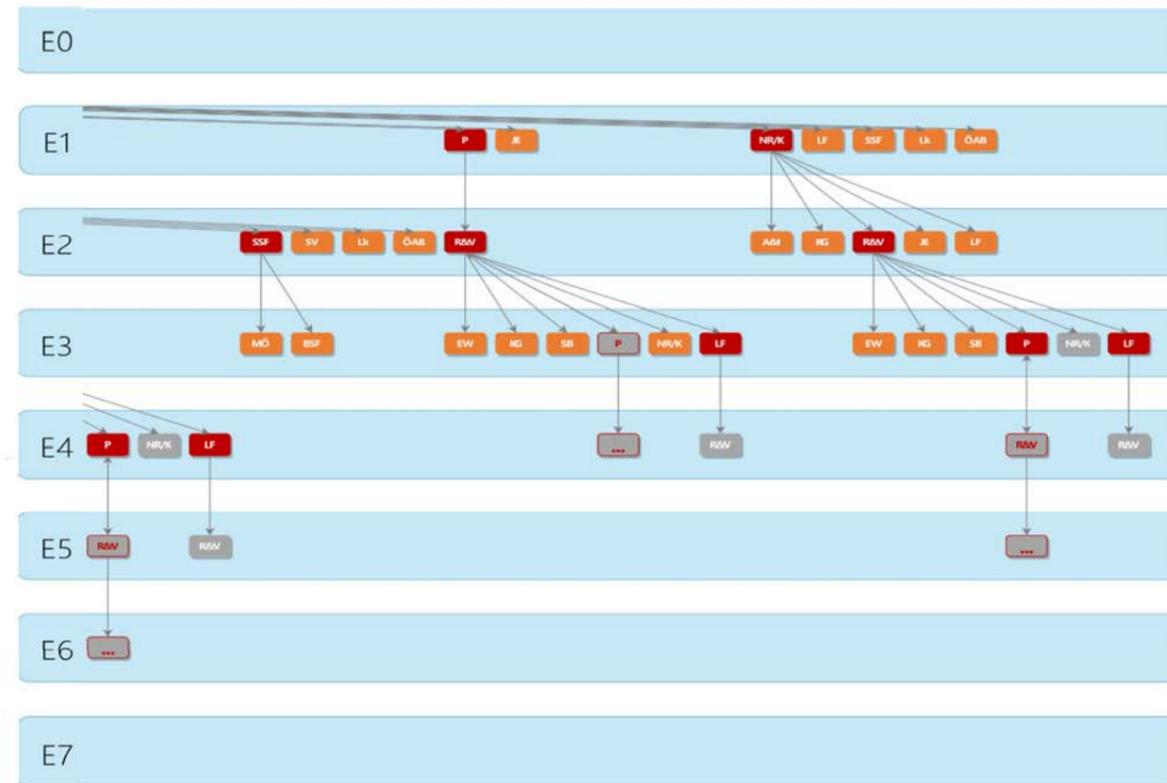 E0
E1 P JE NR/K LF SSF Lk ÖAB
E2 SSF SV Lk ÖAB R&V A&I KG R&V JE LF
E3 MÖ BSF EW KG SB P NR/K LF EW KG SB P NR/K LF
E4 P NR/K LF ... R&V R&V R&V
E5 R&V R&V ...
E6 ...
E7